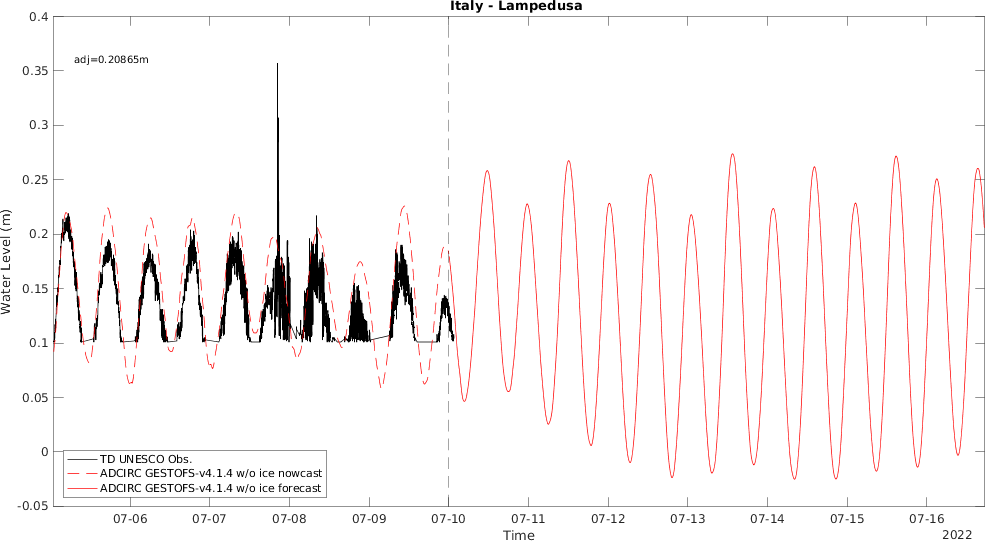 Italy - Lampedusa
adj=0.20865m
Water Level (m)
0.4
0.35
0.3
0.25
0.2
0.15
0.1
0.05
0
-0.05
TD UNESCO Obs.
ADCIRC GESTOFS-v4.1.4 w/o ice nowcast
ADCIRC GESTOFS-v4.1.4 w/o ice forecast
07-06 07-07 07-08 07-09 07-10 07-11 07-12 07-13 07-14 07-15 07-16
Time
2022